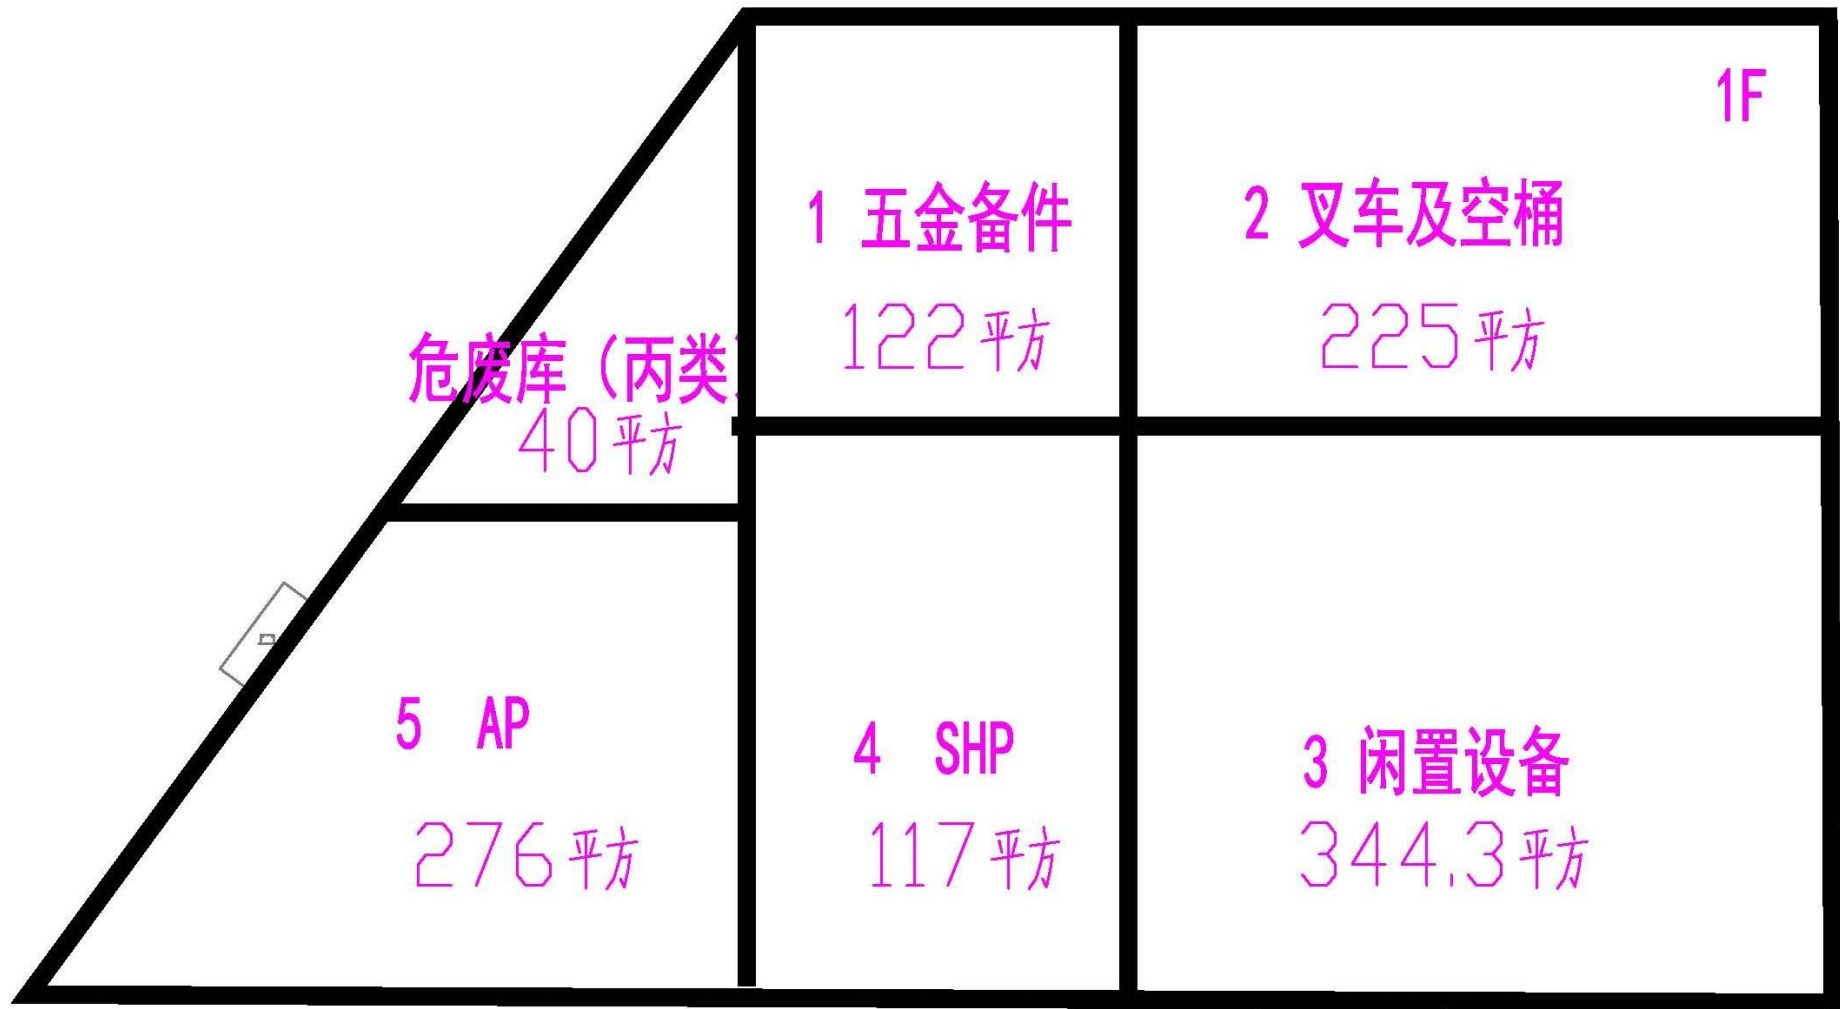 1F
1 五金备件
122平方
2 叉车及空桶
225平方
危废库（丙类）
40平方
5 AP
276平方
4 SHP
117平方
3 闲置设备
344.3平方